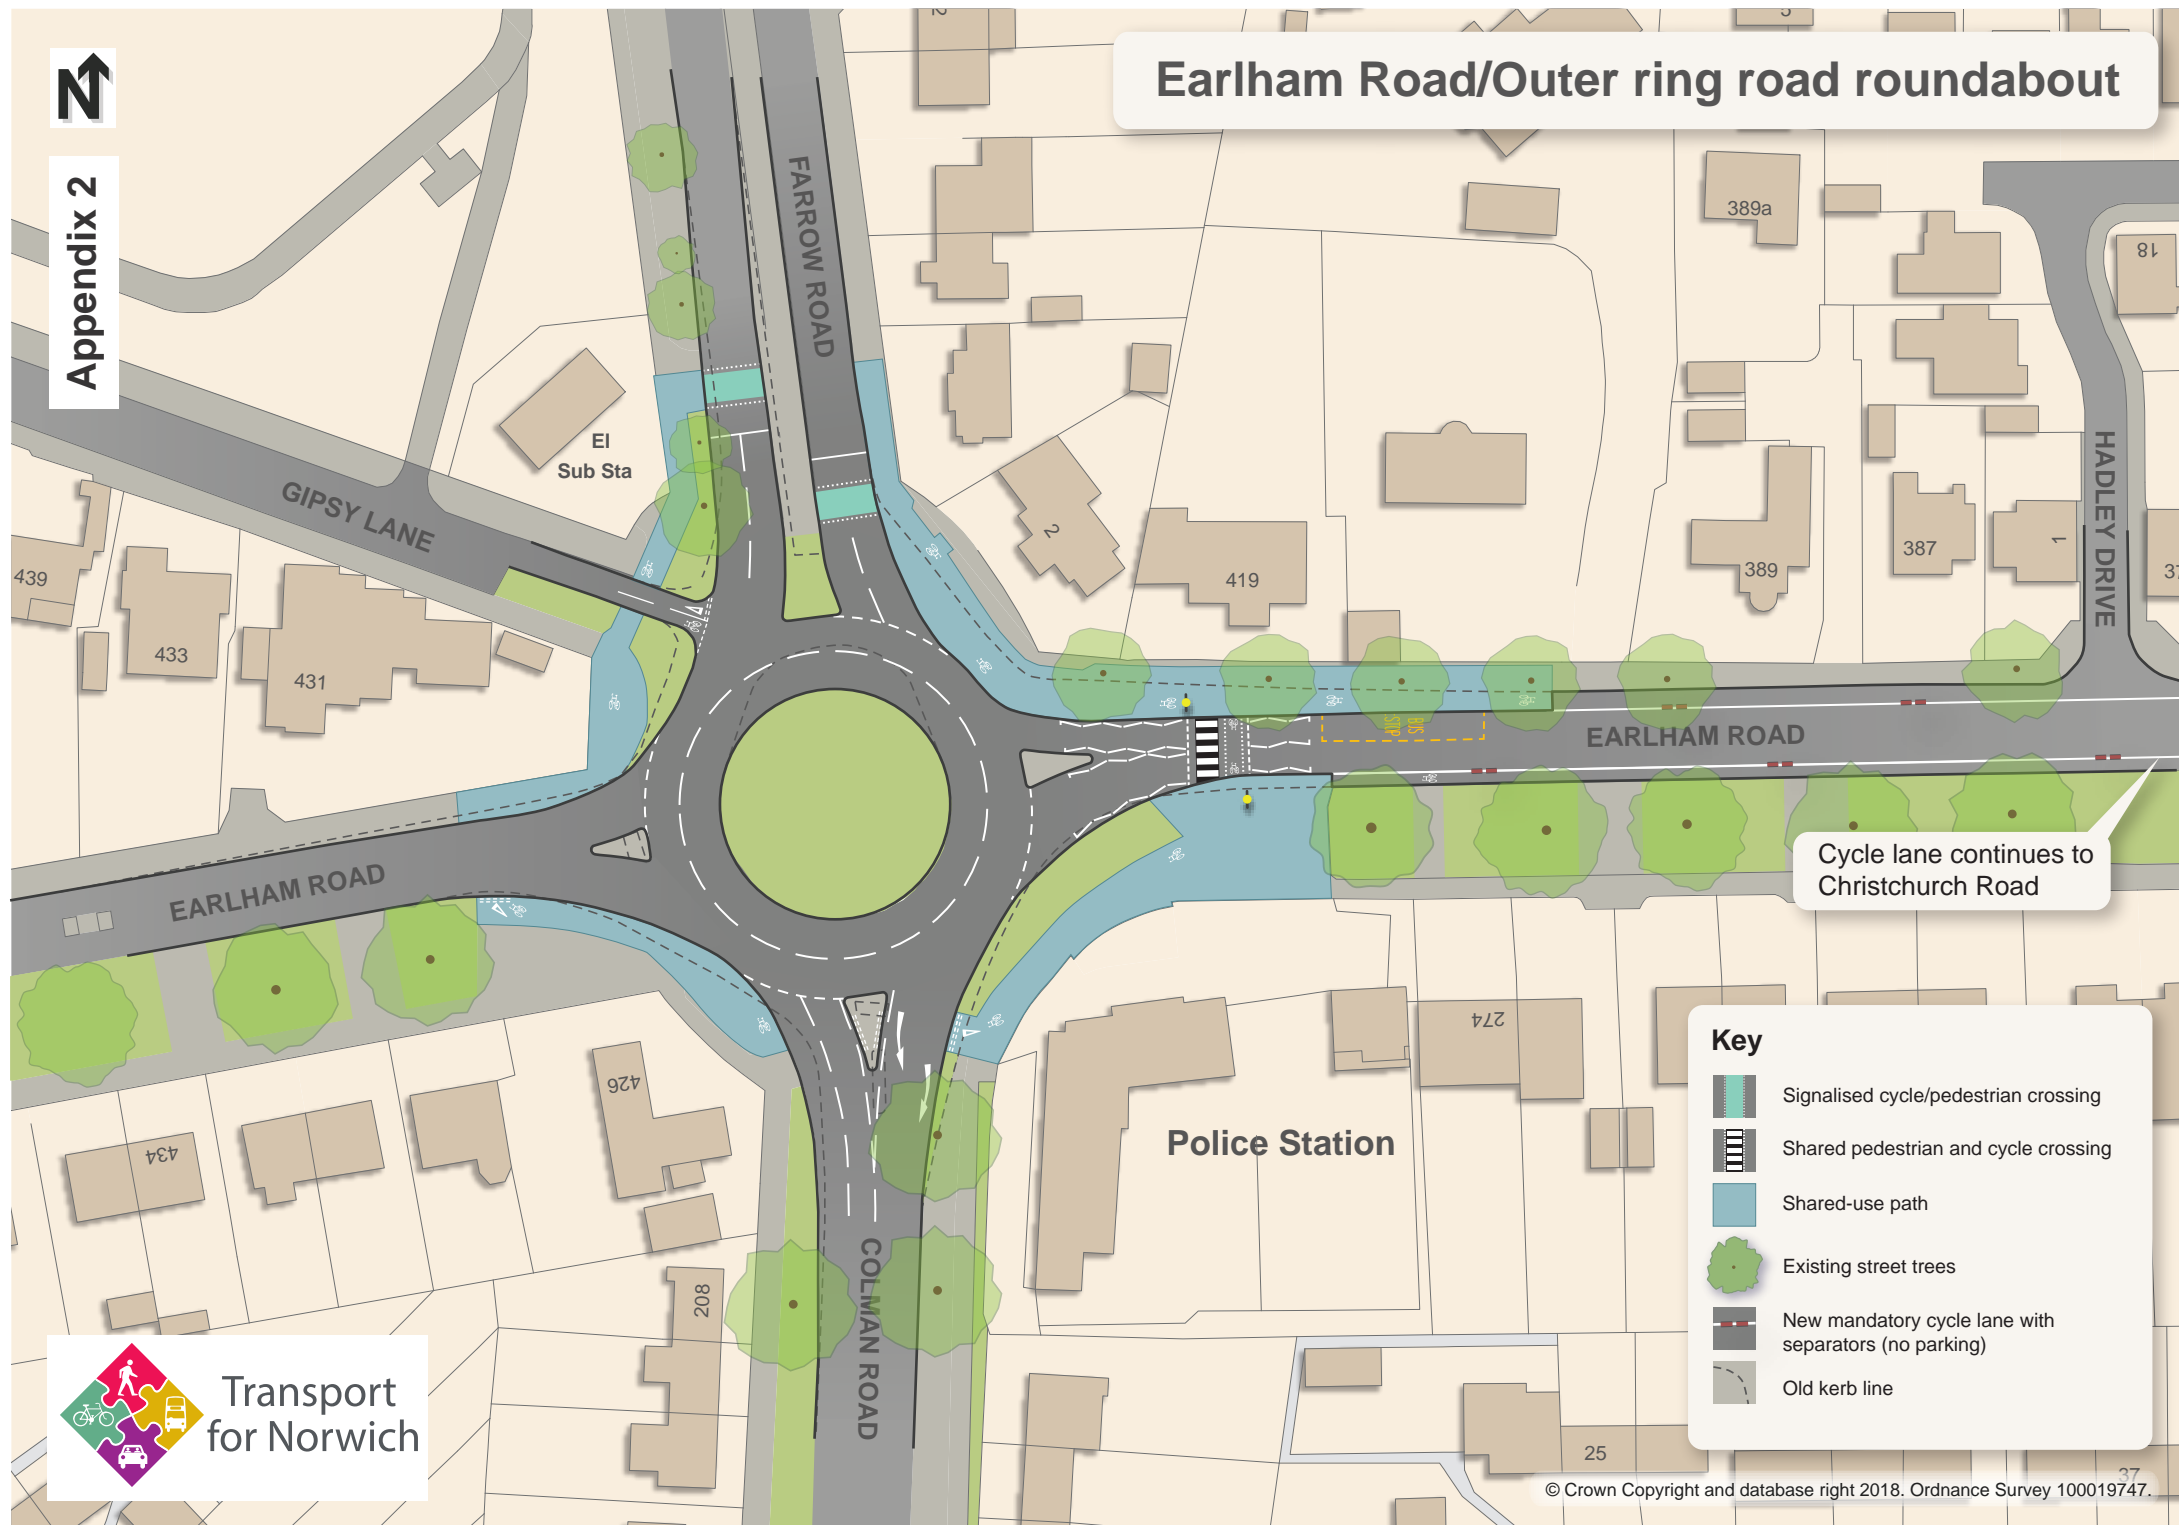 Earlham Road/Outer ring road roundabout
N
Appendix 2
FARROW ROAD
389a
18
El
Sub Sta
GIPSY LANE
HADLEY DRIVE
2
439
433
431
419
389
387
1
EARLHAM ROAD
BUS
STOP
EARLHAM ROAD
Cycle lane continues to
Christchurch Road
434
426
208
COLMAN ROAD
Police Station
274
25
37
Key
Signalised cycle/pedestrian crossing
Shared pedestrian and cycle crossing
Shared-use path
Existing street trees
New mandatory cycle lane with
separators (no parking)
Old kerb line
Transport
for Norwich
© Crown Copyright and database right 2018. Ordnance Survey 100019747.